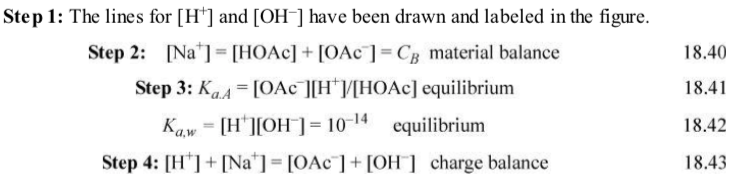 Step 1: The lines for [H⁺] and [OH⁻] have been drawn and labeled in the figure.
Step 2: [Na⁺] = [HOAc] + [OAc⁻] = C_B material balance 18.40
Step 3: K_{a.A} = [OAc⁻][H⁺]/[HOAc] equilibrium 18.41
K_{a,w} = [H⁺][OH⁻] = 10⁻¹⁴ equilibrium 18.42
Step 4: [H⁺] + [Na⁺] = [OAc⁻] + [OH⁻] charge balance 18.43